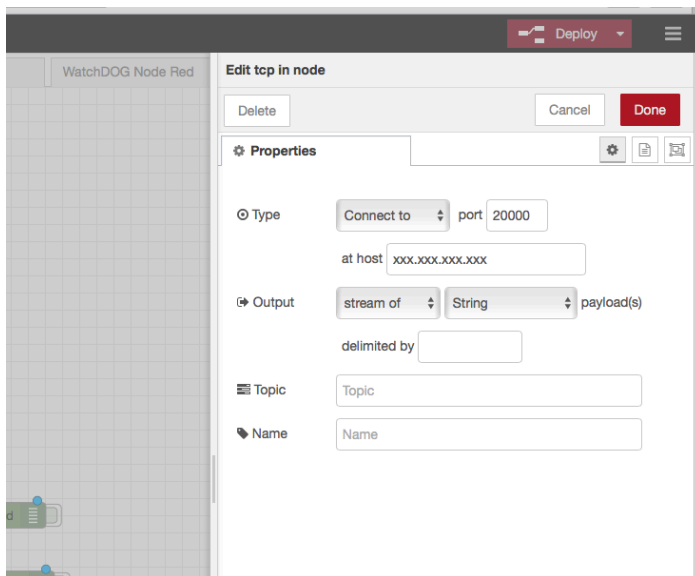 Deploy
WatchDOG Node Red
Edit tcp in node
Delete
Cancel
Done
Properties
Type
Connect to
port
20000
at host
xxx.xxx.xxx.xxx
Output
stream of
String
payload(s)
delimited by
Topic
Topic
Name
Name
d